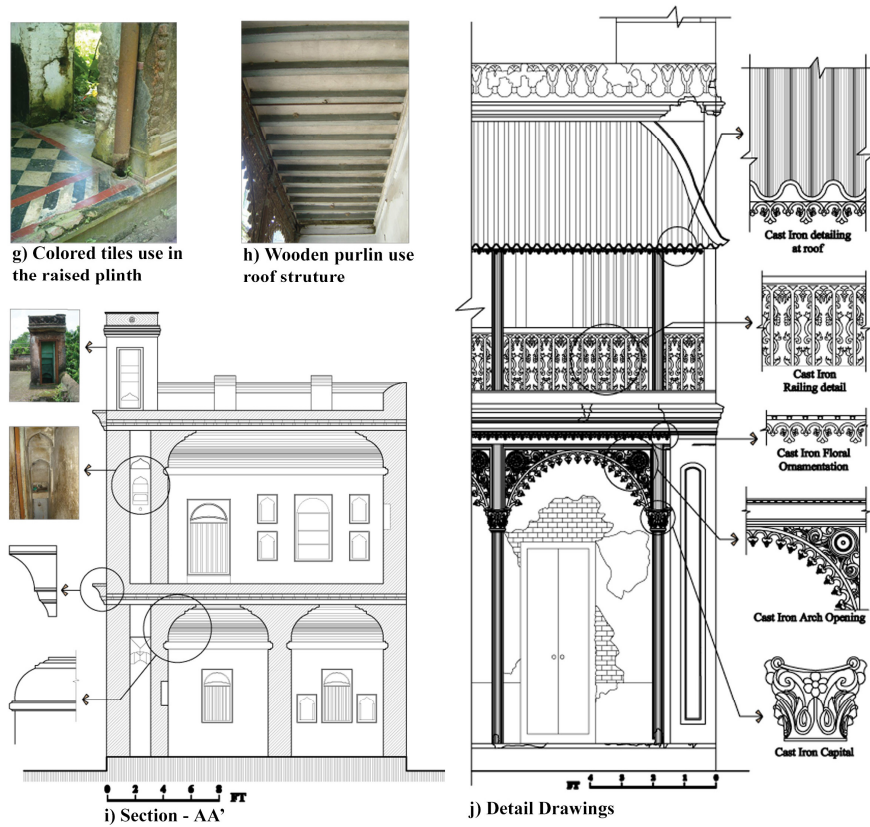 g) Colored tiles use in
the raised plinth
h) Wooden purlin use
roof struture
Cast Iron detailing
at roof
Cast Iron
Railing detail
Cast Iron Floral
Ornamentation
Cast Iron Arch Opening
Cast Iron Capital
0 2 4 6 8
FT
i) Section - AA’
FT 4 3 2 1 0
j) Detail Drawings